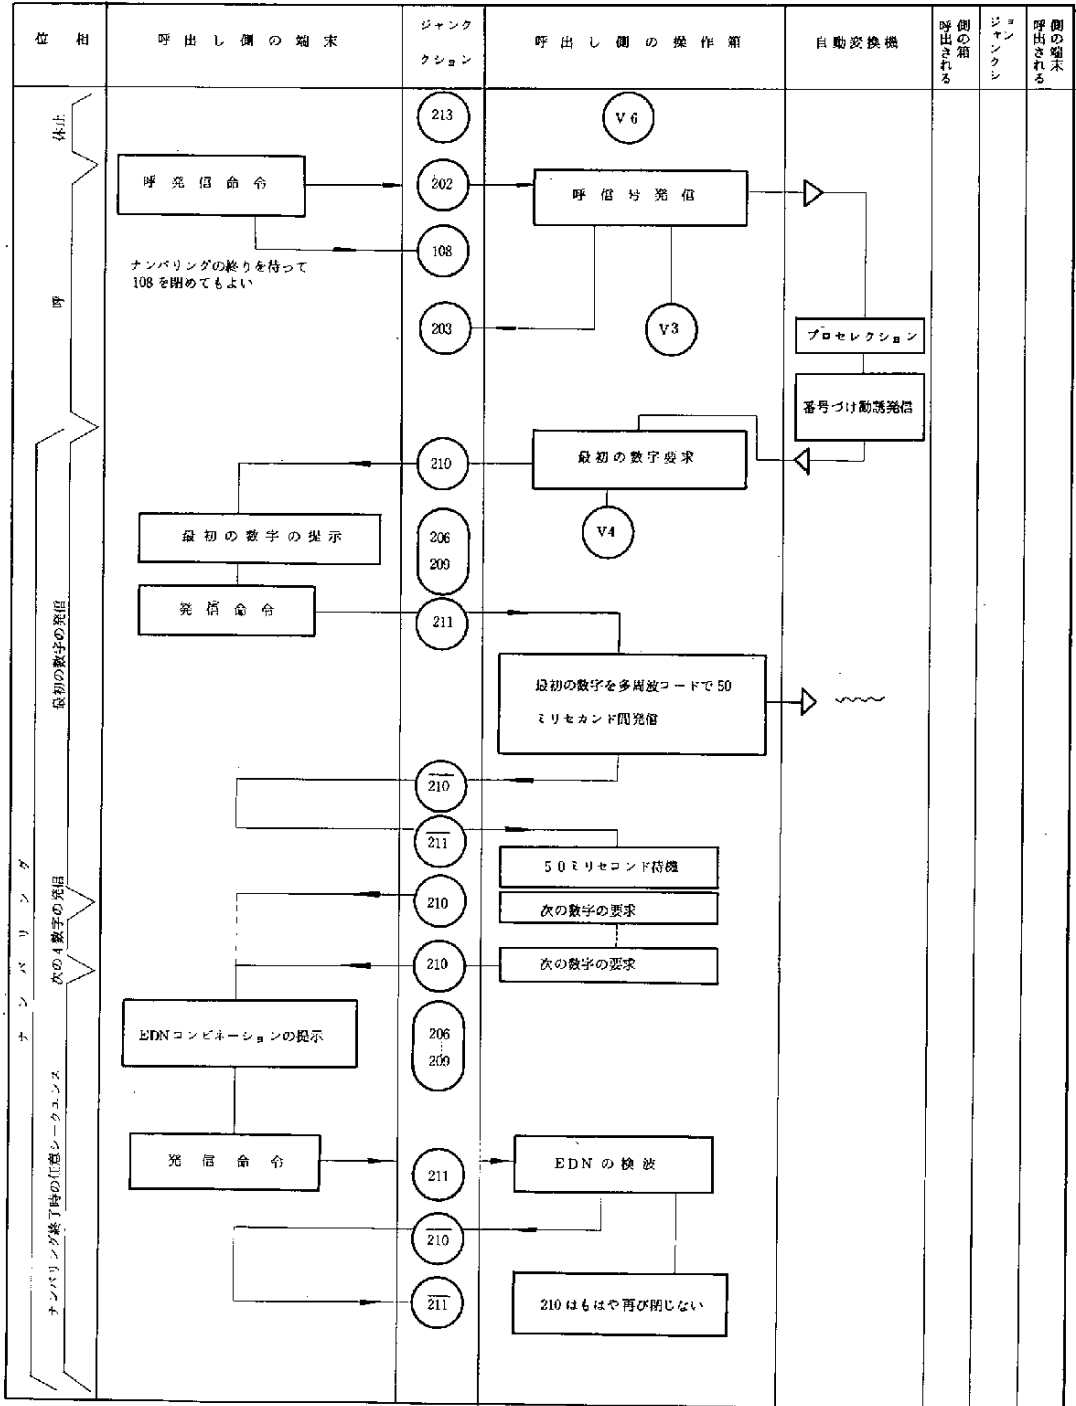 位相
呼出し側の端末
ジャンク
クション
呼出し側の操作箱
自動変換機
呼出される
側の箱
ジャンクシ
ョン
呼出される
側の端末
休止
213
V6
呼発信命令
202
呼信号発信
108
ナンバリングの終りを待って
108を閉めてもよい
呼
203
V3
プロセレクション
番号づけ勧誘発信
210
最初の数字要求
V4
最初の数字の提示
206
209
発信命令
211
最初の数字の発信
最初の数字を多周波コードで50
ミリセカンド間発信
210
211
50ミリセコンド待機
ナンバリング
次の4数字の発信
210
次の数字の要求
210
次の数字の要求
EDNコンビネーションの提示
206
209
ナンバリング終了時の任意シークェンス
発信命令
211
EDNの検波
210
211
210はもはや再び閉じない